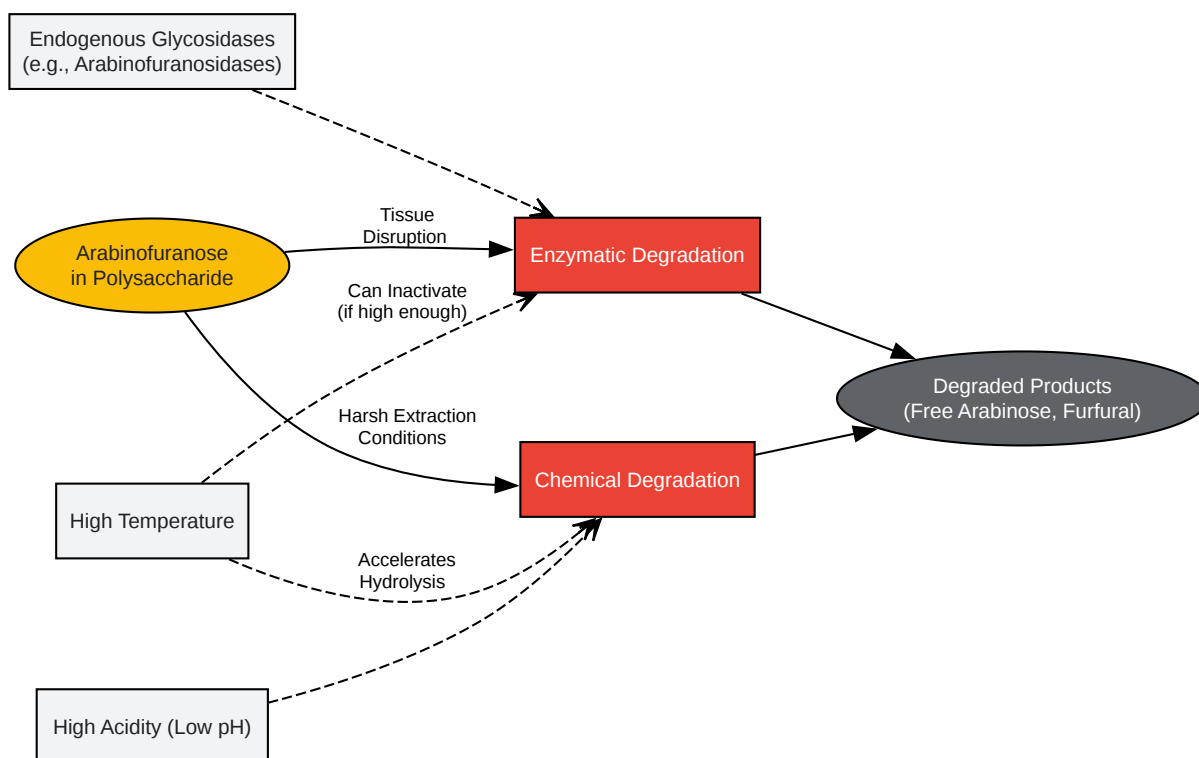 Endogenous Glycosidases
(e.g., Arabinofuranosidases)
Tissue
Disruption
Arabinofuranose
in Polysaccharide
Enzymatic Degradation
Can Inactivate
(if high enough)
Degraded Products
(Free Arabinose, Furfural)
Harsh Extraction
Conditions
Chemical Degradation
High Temperature
Accelerates
Hydrolysis
High Acidity (Low pH)